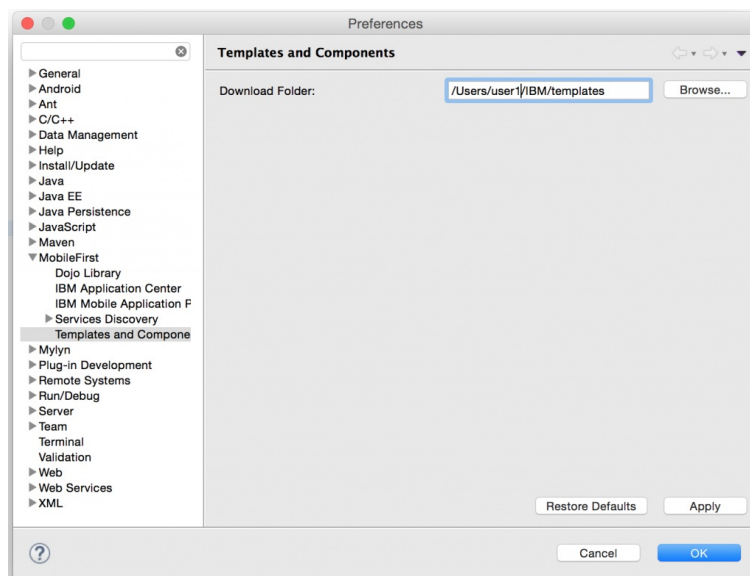 Preferences
Templates and Components
General
Android
Ant
C/C++
Data Management
Help
Install/Update
Java
Java EE
Java Persistence
JavaScript
Maven
MobileFirst
Dojo Library
IBM Application Center
IBM Mobile Application P
Services Discovery
Templates and Compone
Mylyn
Plug-in Development
Remote Systems
Run/Debug
Server
Team
Terminal
Validation
Web
Web Services
XML
Download Folder: /Users/user1/IBM/templates Browse...
Restore Defaults Apply
? Cancel OK